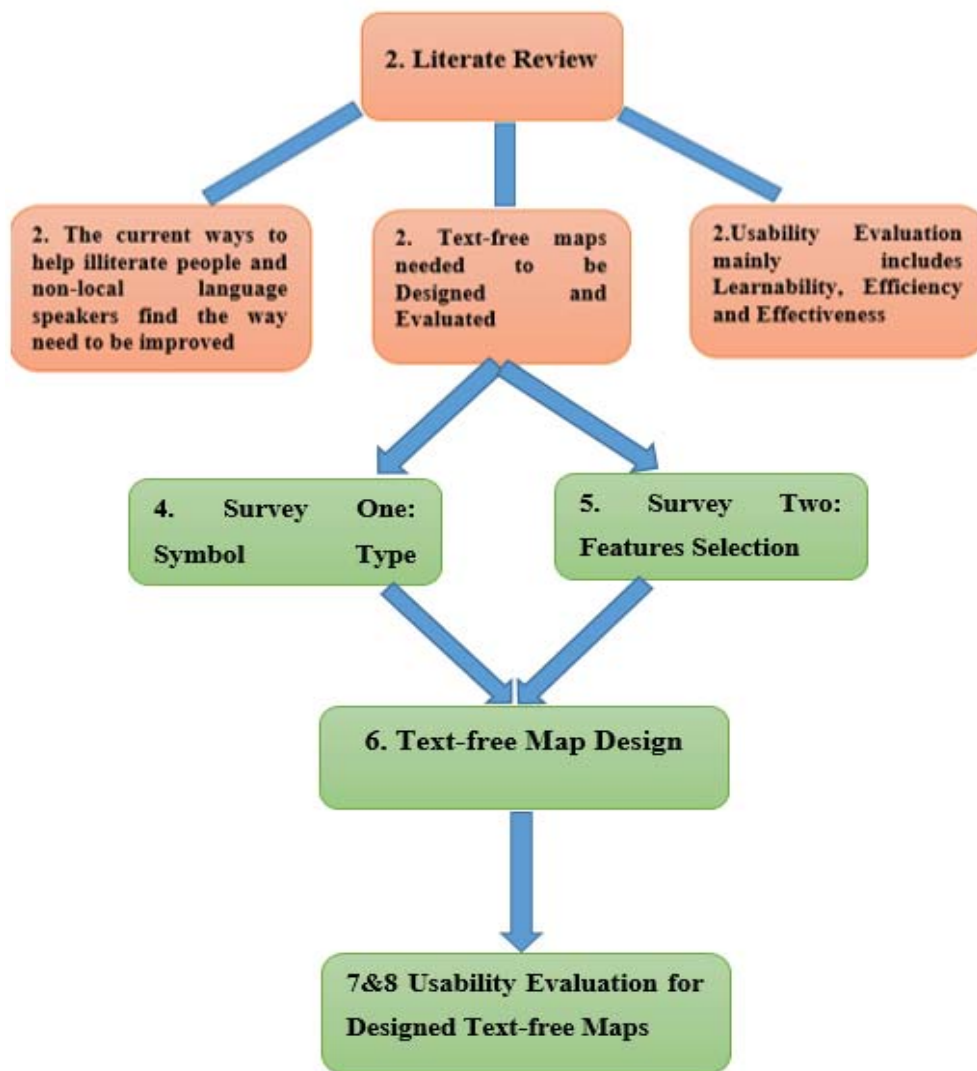 2. Literate Review
2. The current ways to
help illiterate people and
non-local language
speakers find the way
need to be improved
2. Text-free maps
needed to be
Designed and
Evaluated
2.Usability Evaluation
mainly includes
Learnability, Efficiency
and Effectiveness
4. Survey One:
Symbol Type
5. Survey Two:
Features Selection
6. Text-free Map Design
7&8 Usability Evaluation for
Designed Text-free Maps